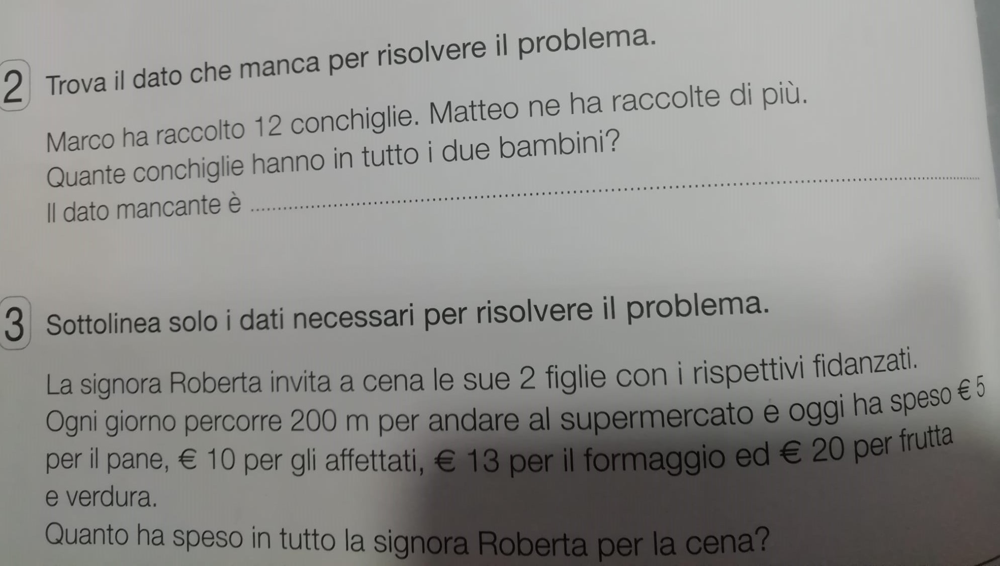 2 Trova il dato che manca per risolvere il problema.
Marco ha raccolto 12 conchiglie. Matteo ne ha raccolte di più.
Quante conchiglie hanno in tutto i due bambini?
Il dato mancante è ........................................................................
3 Sottolinea solo i dati necessari per risolvere il problema.
La signora Roberta invita a cena le sue 2 figlie con i rispettivi fidanzati.
Ogni giorno percorre 200 m per andare al supermercato e oggi ha speso € 5
per il pane, € 10 per gli affettati, € 13 per il formaggio ed € 20 per frutta
e verdura.
Quanto ha speso in tutto la signora Roberta per la cena?